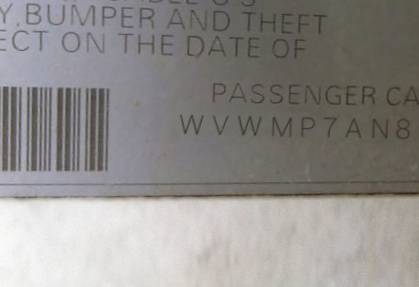 Y, BUMPER AND THEFT
ECT ON THE DATE OF
PASSENGER CA
WVWMP7AN8